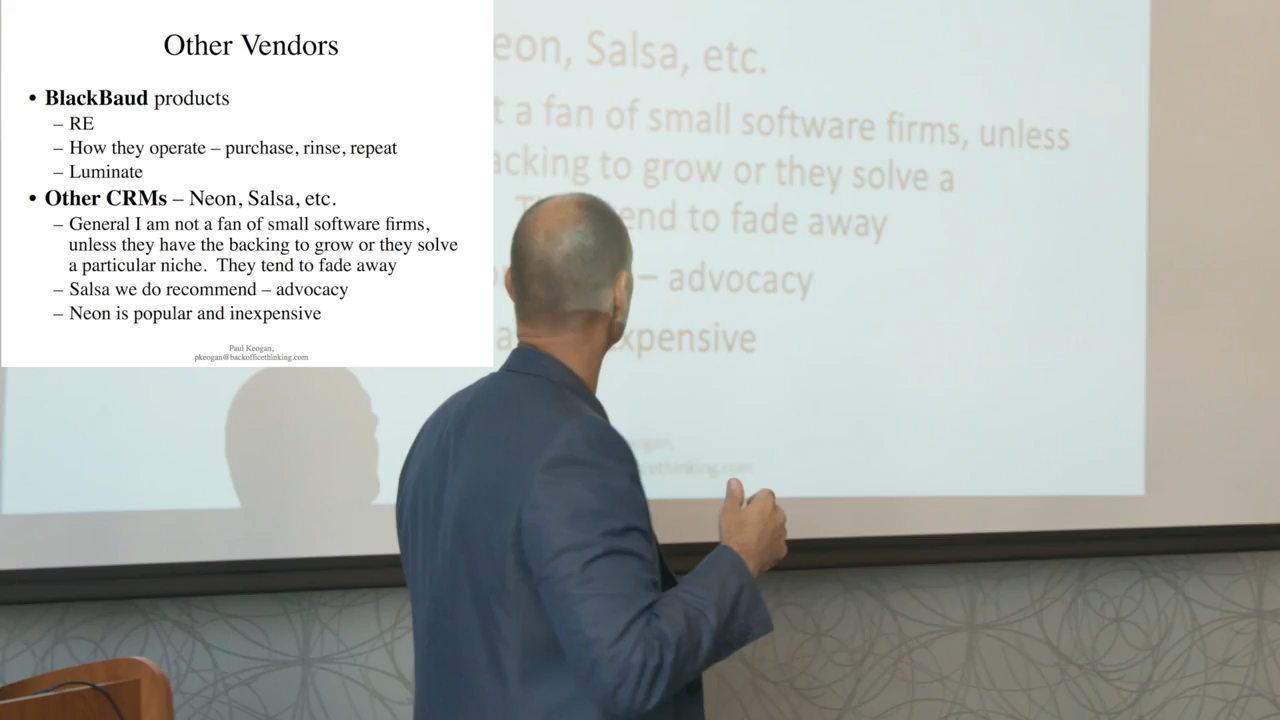 Other Vendors
• BlackBaud products
– RE
– How they operate – purchase, rinse, repeat
– Luminate
• Other CRMs – Neon, Salsa, etc.
– General I am not a fan of small software firms,
unless they have the backing to grow or they solve
a particular niche.  They tend to fade away
– Salsa we do recommend – advocacy
– Neon is popular and inexpensive
Paul Keogan,
pkeogan@backofficethinking.com
eon, Salsa, etc.
t a fan of small software firms, unless
acking to grow or they solve a
end to fade away
– advocacy
xpensive
eogan,
icethinking.com